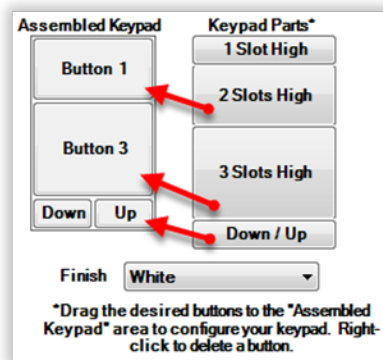 Assembled Keypad Keypad Parts*
Button 1
Button 3
Down Up
1 Slot High
2 Slots High
3 Slots High
Down / Up
Finish White
*Drag the desired buttons to the "Assembled
Keypad" area to configure your keypad. Right-
click to delete a button.